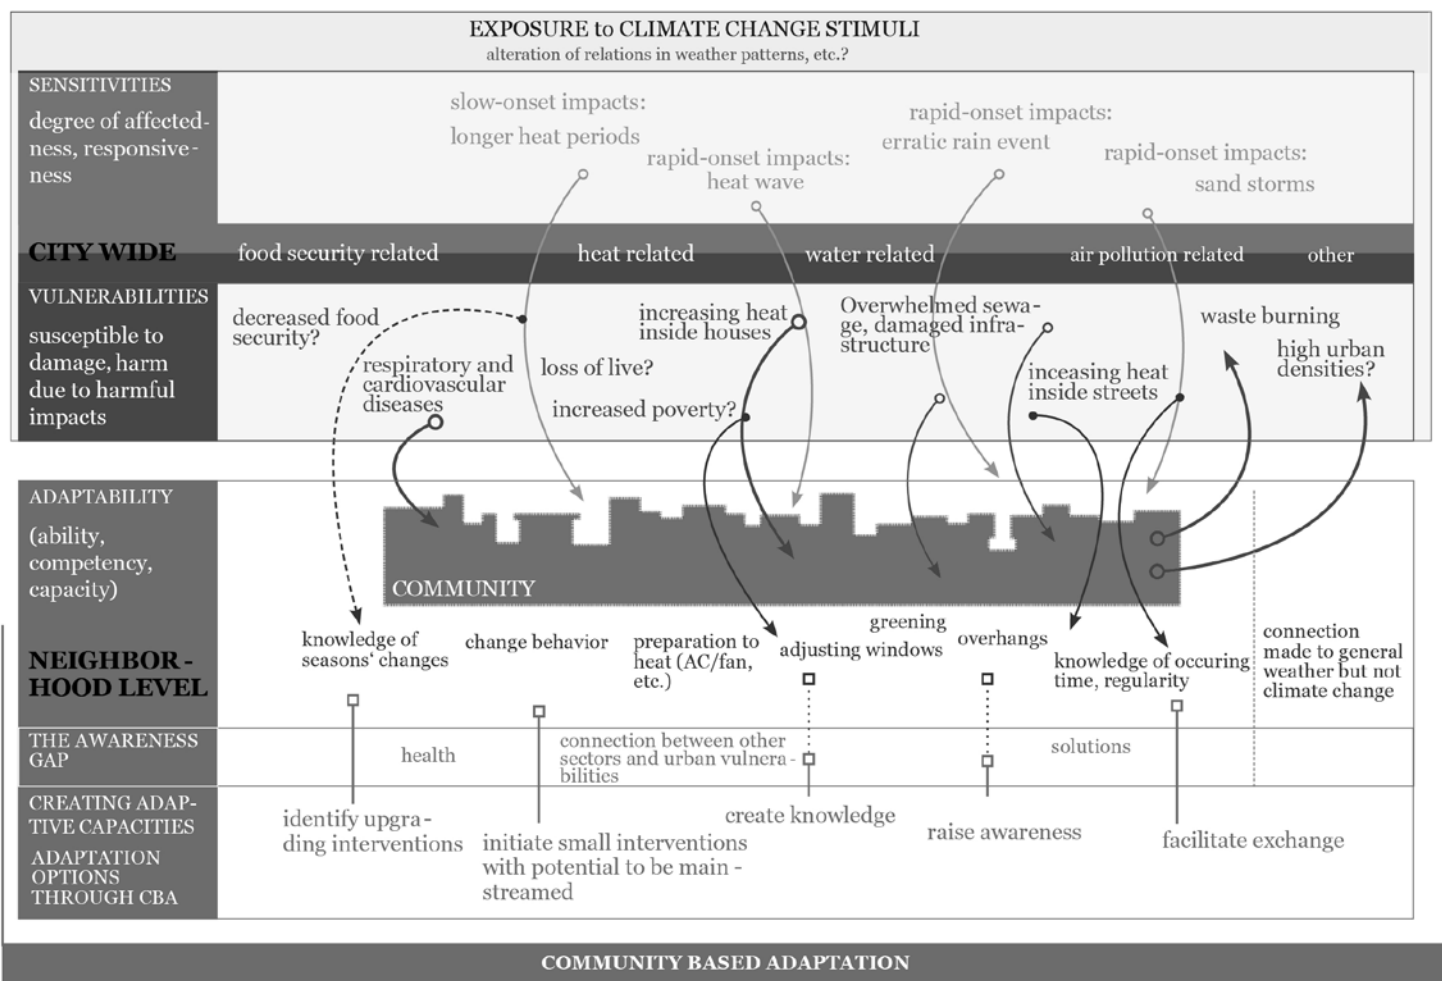 EXPOSURE to CLIMATE CHANGE STIMULI
alteration of relations in weather patterns, etc.?
SENSITIVITIES
degree of affected-
ness, responsive-
ness
slow-onset impacts:
longer heat periods
rapid-onset impacts:
heat wave
rapid-onset impacts:
erratic rain event
rapid-onset impacts:
sand storms
CITY WIDE
food security related
heat related
water related
air pollution related
other
VULNERABILITIES
susceptible to
damage, harm
due to harmful
impacts
decreased food
security?
respiratory and
cardiovascular
diseases
loss of live?
increased poverty?
increasing heat
inside houses
Overwhelmed sewa-
ge, damaged infra-
structure
inceasing heat
inside streets
waste burning
high urban
densities?
ADAPTABILITY
(ability,
competency,
capacity)
COMMUNITY
NEIGHBOR-
HOOD LEVEL
knowledge of
seasons' changes
change behavior
preparation to
heat (AC/fan,
etc.)
adjusting windows
greening
overhangs
knowledge of occuring
time, regularity
connection
made to general
weather but not
climate change
THE AWARENESS
GAP
health
connection between other
sectors and urban vulnera-
bilities
solutions
CREATING ADAP-
TIVE CAPACITIES
ADAPTATION
OPTIONS
THROUGH CBA
identify upgra-
ding interventions
initiate small interventions
with potential to be main-
streamed
create knowledge
raise awareness
facilitate exchange
COMMUNITY BASED ADAPTATION